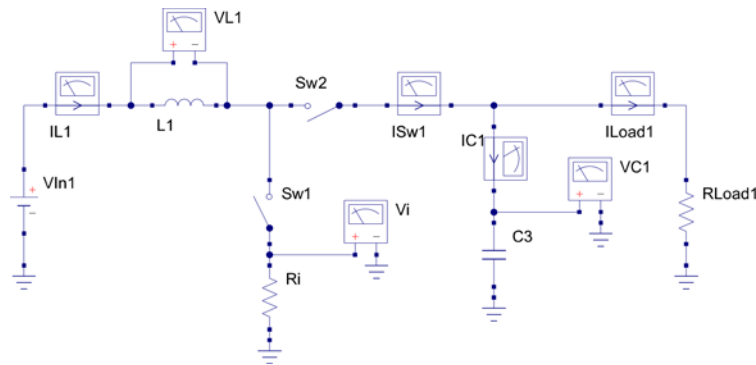 VL1
+ −
Sw2
IL1
L1
ISw1
IC1
ILoad1
VIn1
+
−
Sw1
Vi
+ −
VC1
+ −
RLoad1
C3
Ri